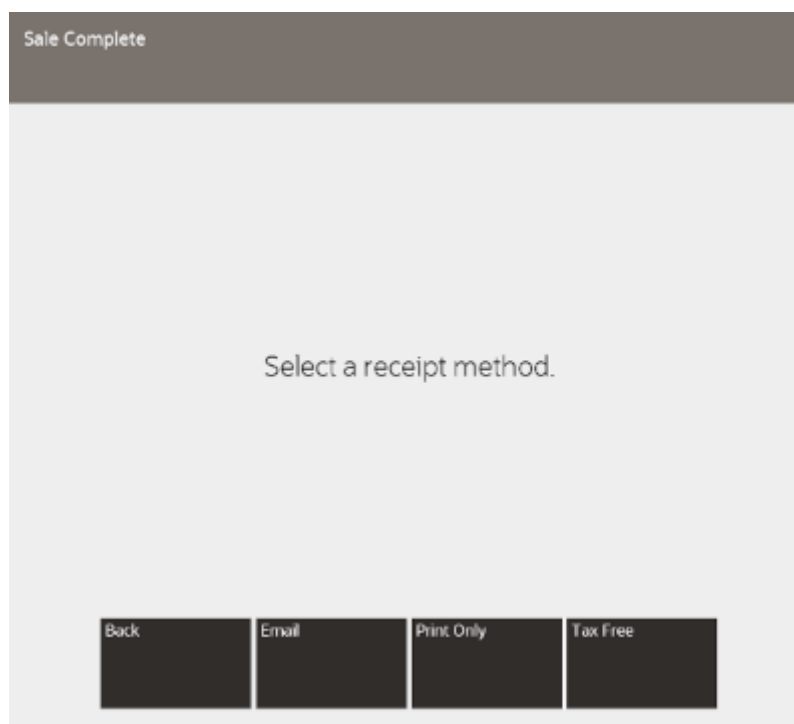 Sale Complete
Select a receipt method.
Back
Email
Print Only
Tax Free